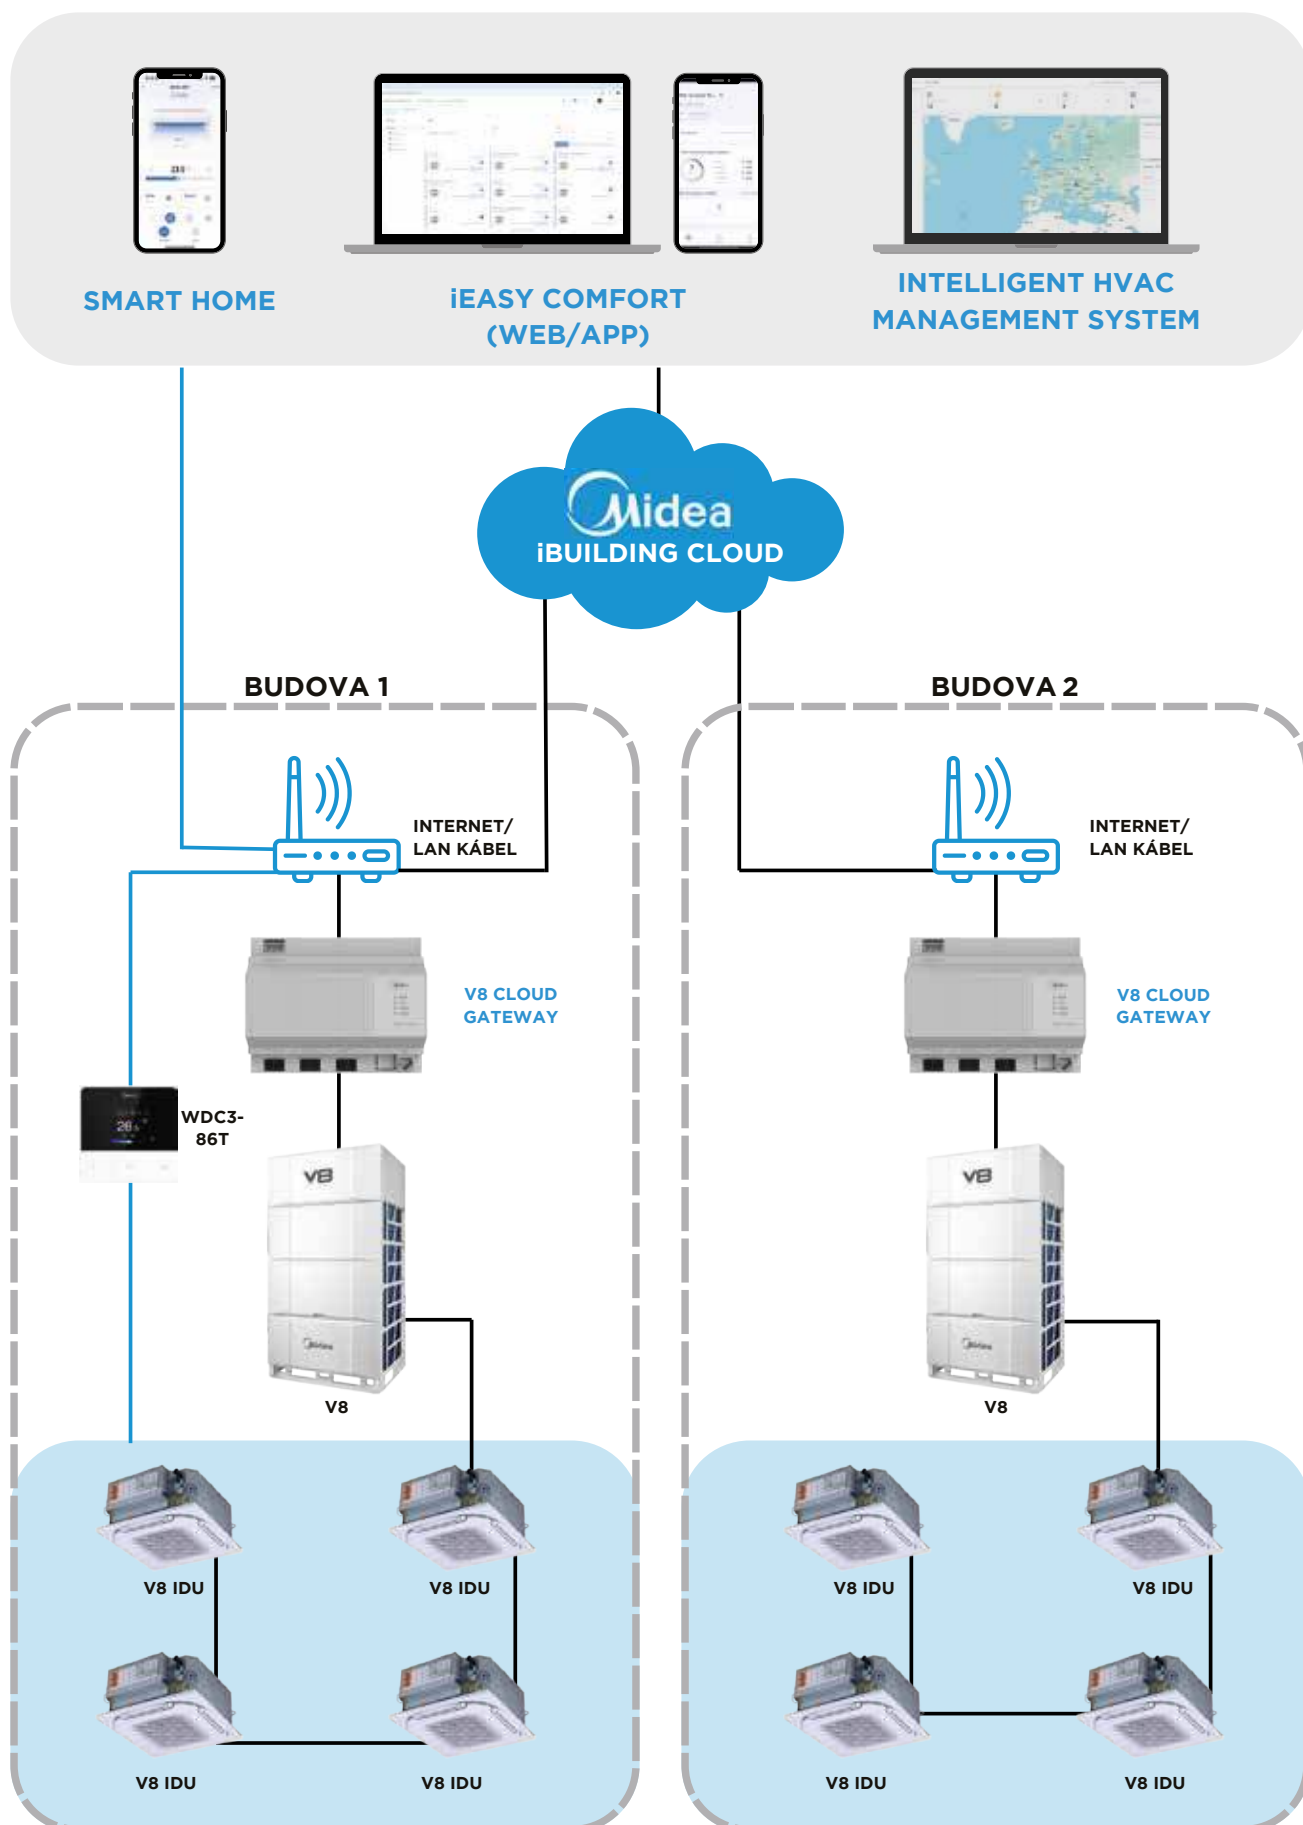 SMART HOME
iEASY COMFORT
(WEB/APP)
INTELLIGENT HVAC
MANAGEMENT SYSTEM
Midea
iBUILDING CLOUD
BUDOVA 1
BUDOVA 2
INTERNET/
LAN KÁBEL
INTERNET/
LAN KÁBEL
V8 CLOUD
GATEWAY
V8 CLOUD
GATEWAY
WDC3-
86T
V8
V8
Midea
Midea
V8
V8
V8 IDU
V8 IDU
V8 IDU
V8 IDU
V8 IDU
V8 IDU
V8 IDU
V8 IDU